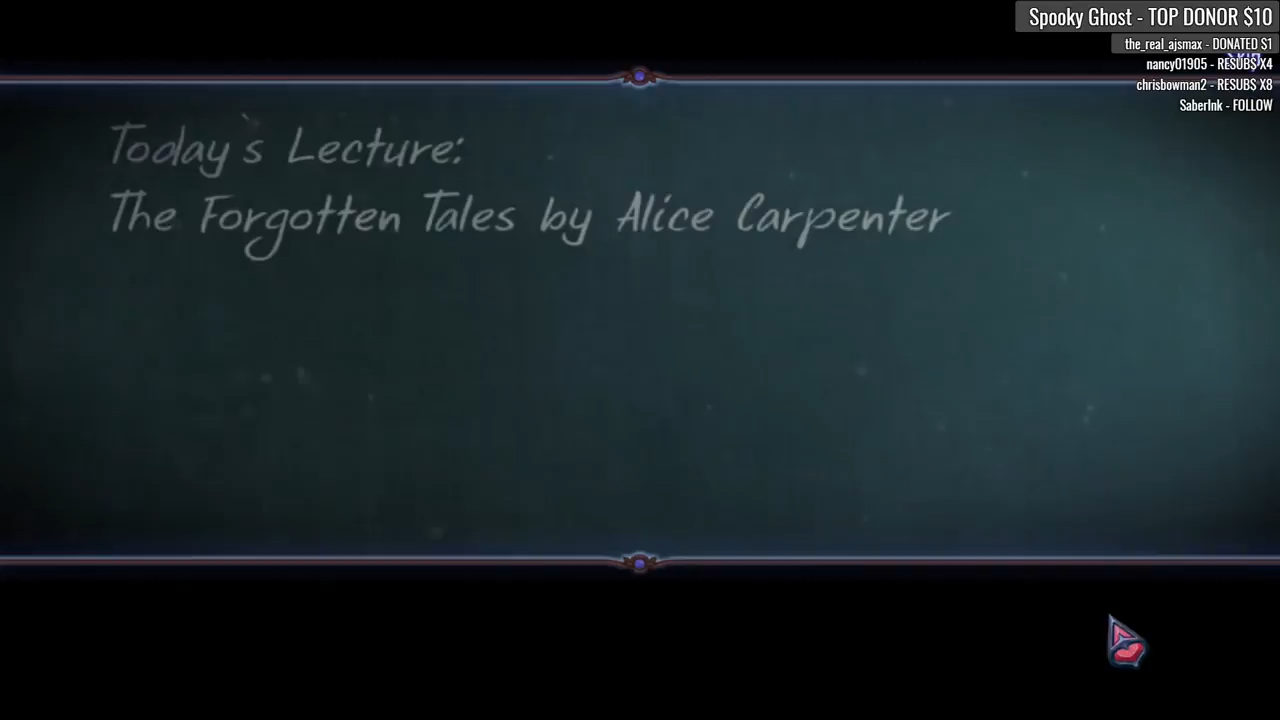 Spooky Ghost - TOP DONOR $10
the_real_ajsmax - DONATED $1
Skip
nancy01905 - RESUBS X4
chrisbowman2 - RESUBS X8
SaberInk - FOLLOW
Today's Lecture:
The Forgotten Tales by Alice Carpenter